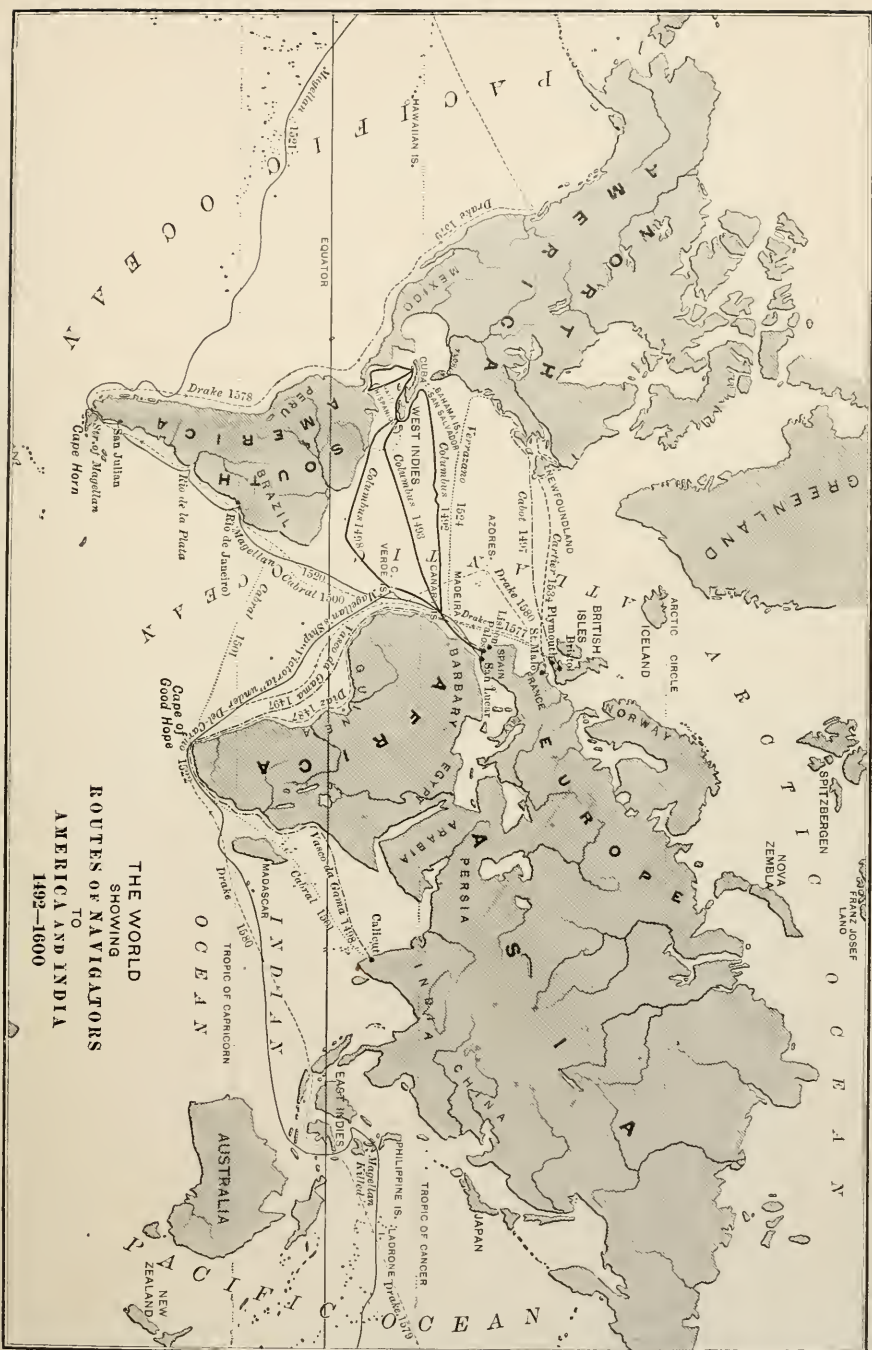 THE WORLD
SHOWING
ROUTES OF NAVIGATORS
TO
AMERICA AND INDIA
1492–1600
ARCTIC OCEAN
FRANZ JOSEF
LAND
SPITZBERGEN
NOVA
ZEMBLA
ARCTIC
CIRCLE
GREENLAND
ICELAND
NORWAY
BRITISH
ISLES
Bristol
Plymouth
St. Malo
FRANCE
SPAIN
Palos
San Lucar
EUROPE
ASIA
NORTH
AMERICA
NEWFOUNDLAND
Cartier 1534
Cabot 1497
Drake 1580
Drake 1577
AZORES.
MADEIRA
Verrazano 1524
BAHAMA IS.
SAN SALVADOR
Columbus 1492
CUBA
WEST INDIES
Columbus 1493
Columbus 1498
C.
VERDE IS.
MEXICO
Drake 1579
HAWAIIAN IS.
PACIFIC OCEAN
Magellan 1521
EQUATOR
SOUTH
AMERICA
PERU
BRAZIL
Drake 1578
Rio de Janeiro
Rio de la Plata
San Julian
Str. of Magellan
Cape Horn
Magellan 1520
Cabral 1500
Cabral 1501
Magellan's Ship "Victoria" under Del Cano
1522
Vasco da Gama 1497
Diaz 1487
BARBARY
EGYPT
AFRICA
GUINEA
Cape of
Good Hope
MADAGASCAR
ARABIA
PERSIA
INDIA
CHINA
JAPAN
Calicut
Vasco da Gama 1498
Cabral
Drake 1580
INDIAN
OCEAN
TROPIC OF CAPRICORN
TROPIC OF CANCER
EAST INDIES
PHILIPPINE IS.
Magellan
Killed
LADRONE
Drake 1579
AUSTRALIA
NEW
ZEALAND
PACIFIC OCEAN